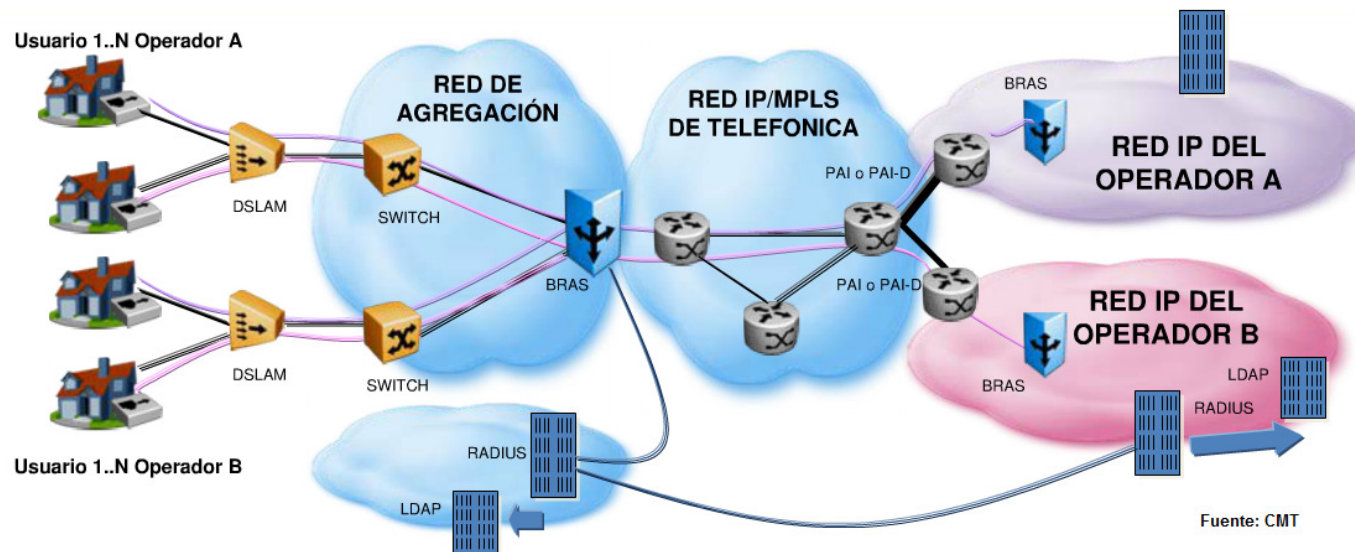 Usuario 1..N Operador A
RED DE
AGREGACIÓN
RED IP/MPLS
DE TELEFONICA
BRAS
RED IP DEL
OPERADOR A
PAI o PAI-D
DSLAM
SWITCH
BRAS
PAI o PAI-D
RED IP DEL
OPERADOR B
DSLAM
SWITCH
BRAS
LDAP
RADIUS
Usuario 1..N Operador B
RADIUS
LDAP
Fuente: CMT